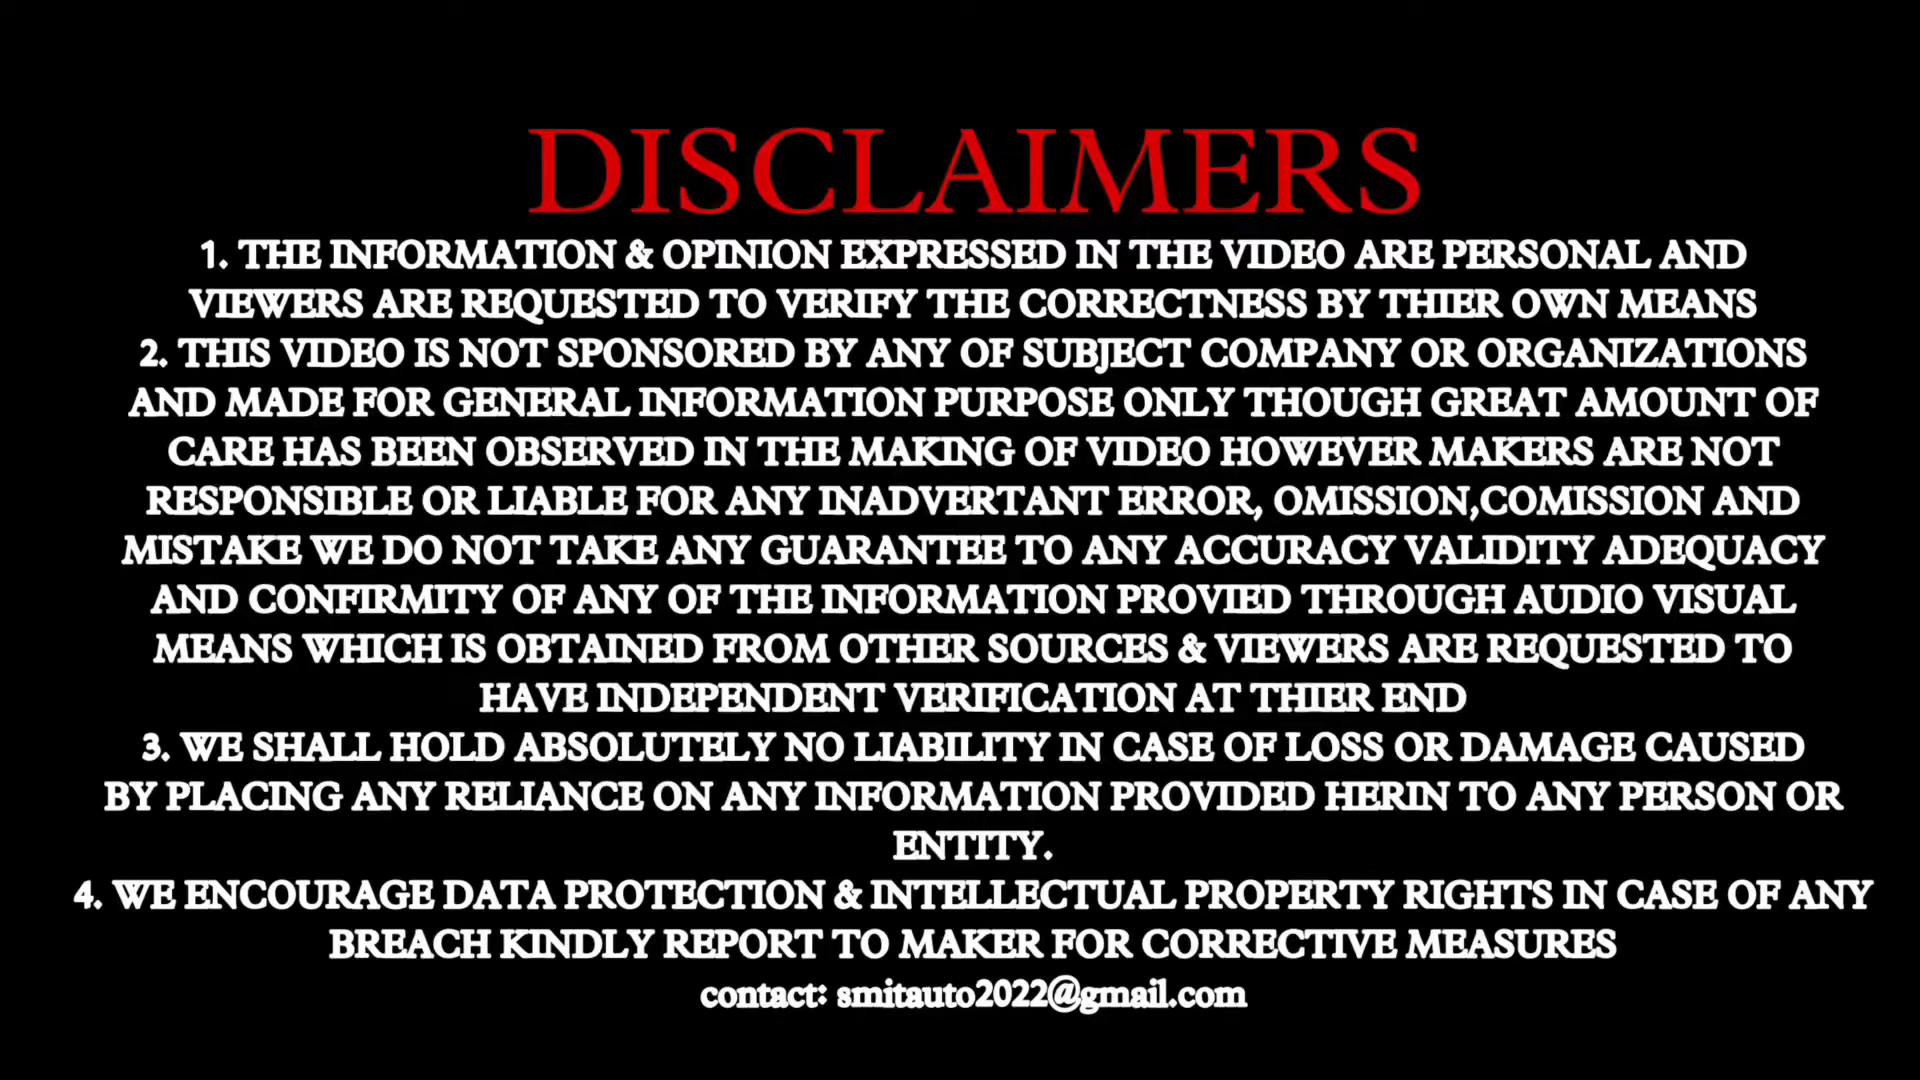 DISCLAIMERS
1. THE INFORMATION & OPINION EXPRESSED IN THE VIDEO ARE PERSONAL AND
VIEWERS ARE REQUESTED TO VERIFY THE CORRECTNESS BY THIER OWN MEANS
2. THIS VIDEO IS NOT SPONSORED BY ANY OF SUBJECT COMPANY OR ORGANIZATIONS
AND MADE FOR GENERAL INFORMATION PURPOSE ONLY THOUGH GREAT AMOUNT OF
CARE HAS BEEN OBSERVED IN THE MAKING OF VIDEO HOWEVER MAKERS ARE NOT
RESPONSIBLE OR LIABLE FOR ANY INADVERTANT ERROR, OMISSION,COMISSION AND
MISTAKE WE DO NOT TAKE ANY GUARANTEE TO ANY ACCURACY VALIDITY ADEQUACY
AND CONFIRMITY OF ANY OF THE INFORMATION PROVIED THROUGH AUDIO VISUAL
MEANS WHICH IS OBTAINED FROM OTHER SOURCES & VIEWERS ARE REQUESTED TO
HAVE INDEPENDENT VERIFICATION AT THIER END
3. WE SHALL HOLD ABSOLUTELY NO LIABILITY IN CASE OF LOSS OR DAMAGE CAUSED
BY PLACING ANY RELIANCE ON ANY INFORMATION PROVIDED HERIN TO ANY PERSON OR
ENTITY.
4. WE ENCOURAGE DATA PROTECTION & INTELLECTUAL PROPERTY RIGHTS IN CASE OF ANY
BREACH KINDLY REPORT TO MAKER FOR CORRECTIVE MEASURES
contact: smitauto2022@gmail.com